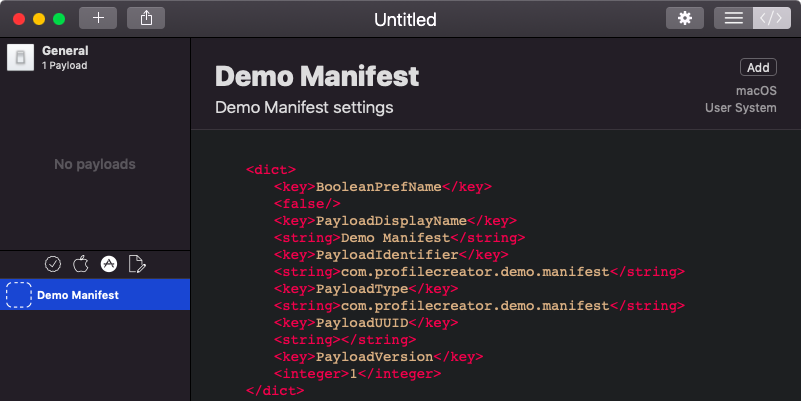 Untitled
General
1 Payload
No payloads
Demo Manifest
Demo Manifest
Demo Manifest settings
Add
macOS
User System
<dict>
<key>BooleanPrefName</key>
<false/>
<key>PayloadDisplayName</key>
<string>Demo Manifest</string>
<key>PayloadIdentifier</key>
<string>com.profilecreator.demo.manifest</string>
<key>PayloadType</key>
<string>com.profilecreator.demo.manifest</string>
<key>PayloadUUID</key>
<string></string>
<key>PayloadVersion</key>
<integer>1</integer>
</dict>